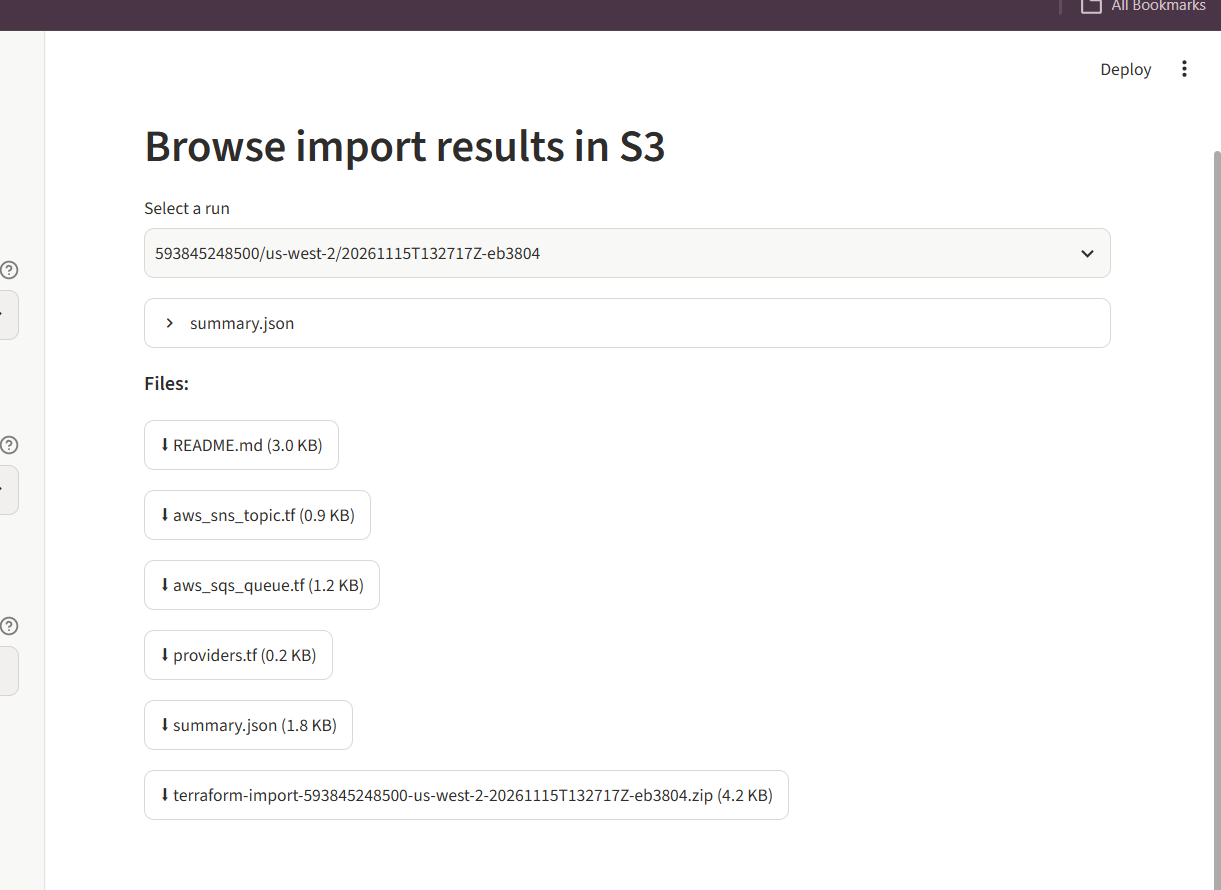 All Bookmarks
Deploy
Browse import results in S3
Select a run
593845248500/us-west-2/20261115T132717Z-eb3804
summary.json
Files:
README.md (3.0 KB)
aws_sns_topic.tf (0.9 KB)
aws_sqs_queue.tf (1.2 KB)
providers.tf (0.2 KB)
summary.json (1.8 KB)
terraform-import-593845248500-us-west-2-20261115T132717Z-eb3804.zip (4.2 KB)